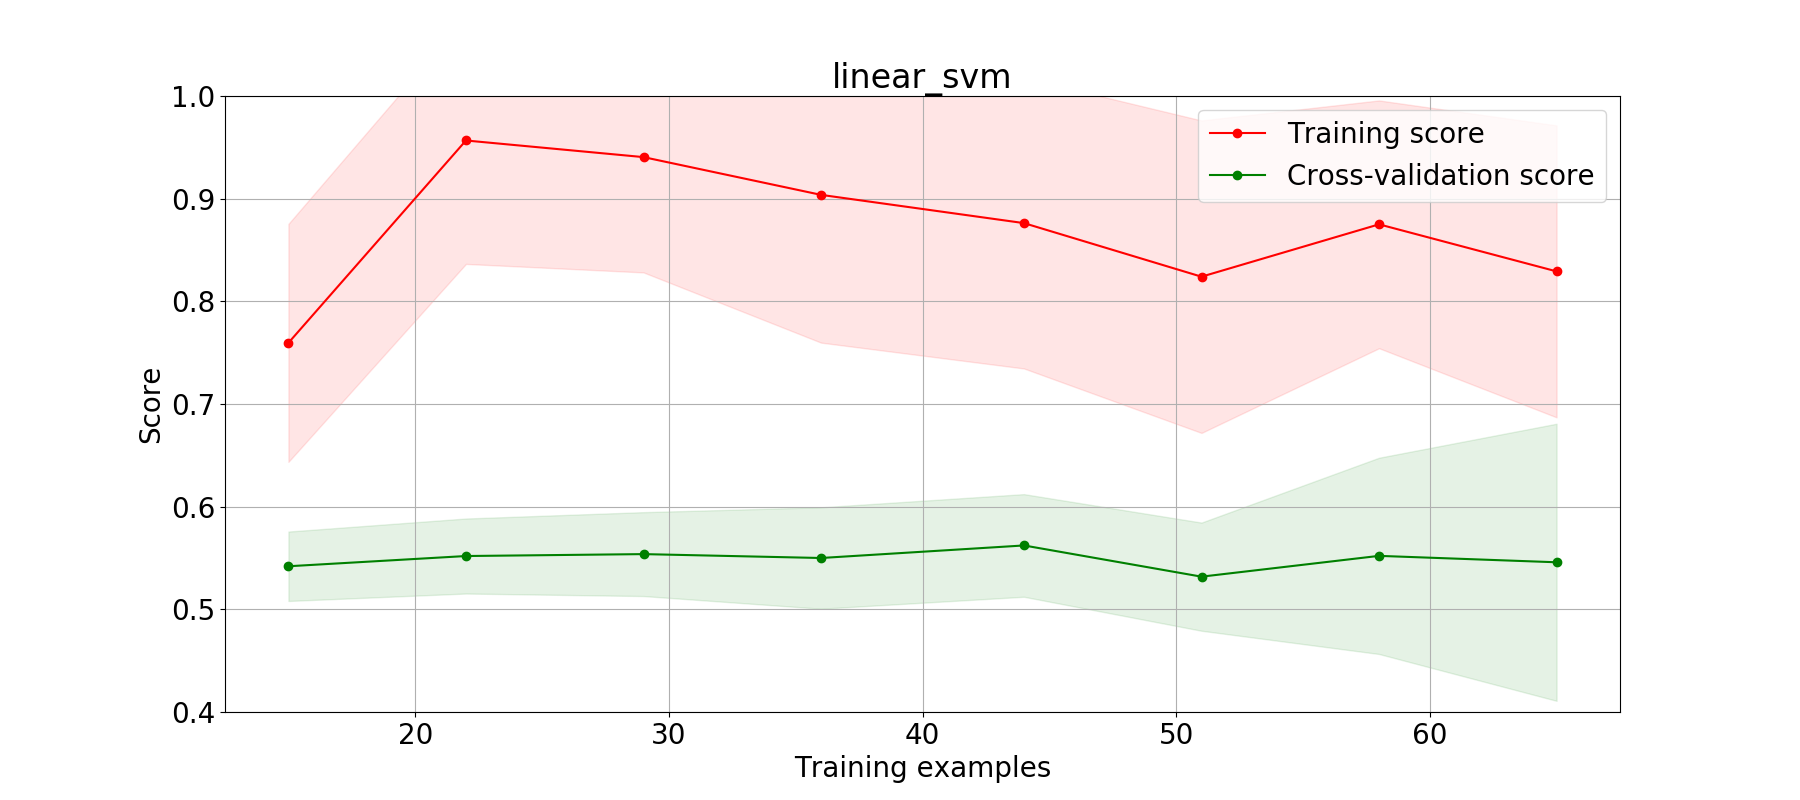 linear_svm
1.0
0.9
0.8
0.7
0.6
0.5
0.4
Score
Training score
Cross-validation score
20 30 40 50 60
Training examples